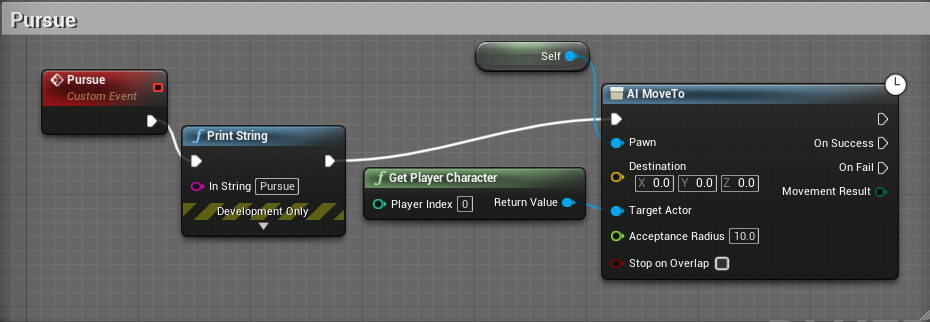 Pursue
Pursue
Custom Event
Print String
In String Pursue
Development Only
Self
Get Player Character
Player Index 0
Return Value
AI MoveTo
Pawn
On Success
On Fail
Destination
X 0.0 Y 0.0 Z 0.0
Movement Result
Target Actor
Acceptance Radius 10.0
Stop on Overlap